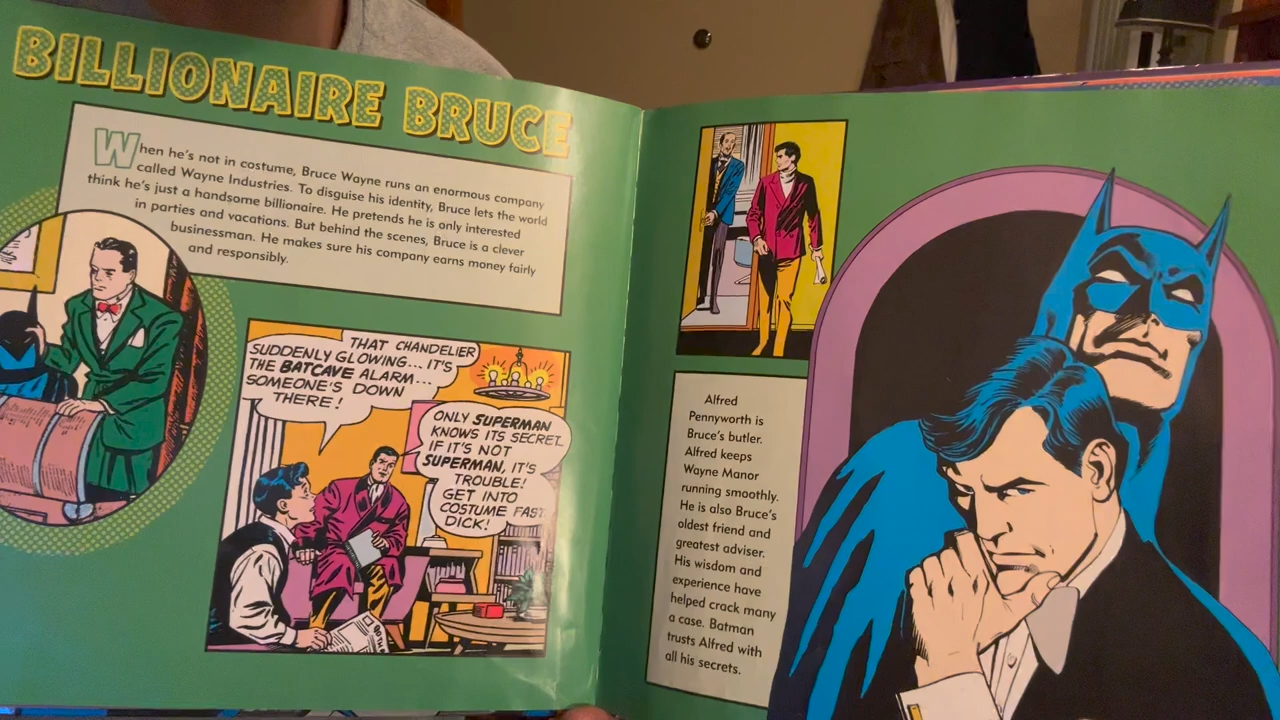 BILLIONAIRE BRUCE
When he's not in costume, Bruce Wayne runs an enormous company
called Wayne Industries. To disguise his identity, Bruce lets the world
think he's just a handsome billionaire. He pretends he is only interested
in parties and vacations. But behind the scenes, Bruce is a clever
businessman. He makes sure his company earns money fairly
and responsibly.
THAT CHANDELIER
SUDDENLY GLOWING... IT'S
THE BATCAVE ALARM...
SOMEONE'S DOWN
THERE!
ONLY SUPERMAN
KNOWS ITS SECRET.
IF IT'S NOT
SUPERMAN, IT'S
TROUBLE!
GET INTO
COSTUME FAST,
DICK!
Alfred
Pennyworth is
Bruce's butler.
Alfred keeps
Wayne Manor
running smoothly.
He is also Bruce's
oldest friend and
greatest adviser.
His wisdom and
experience have
helped crack many
a case. Batman
trusts Alfred with
all his secrets.